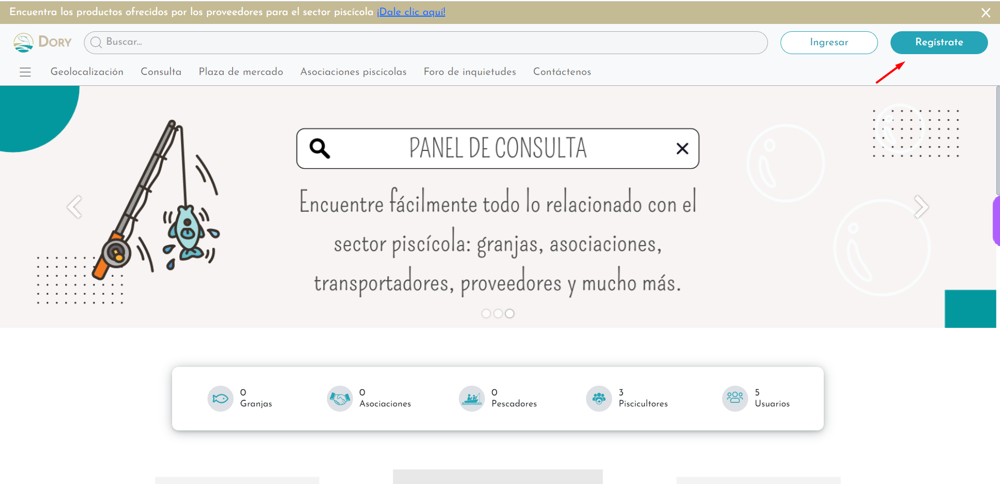 Encuentra los productos ofrecidos por los proveedores para el sector piscícola ¡Dale clic aquí!
DORY
Buscar...
Ingresar
Regístrate
Geolocalización Consulta Plaza de mercado Asociaciones piscícolas Foro de inquietudes Contáctenos
PANEL DE CONSULTA
Encuentre fácilmente todo lo relacionado con el
sector piscícola: granjas, asociaciones,
transportadores, proveedores y mucho más.
0
Granjas
0
Asociaciones
0
Pescadores
3
Piscicultores
5
Usuarios